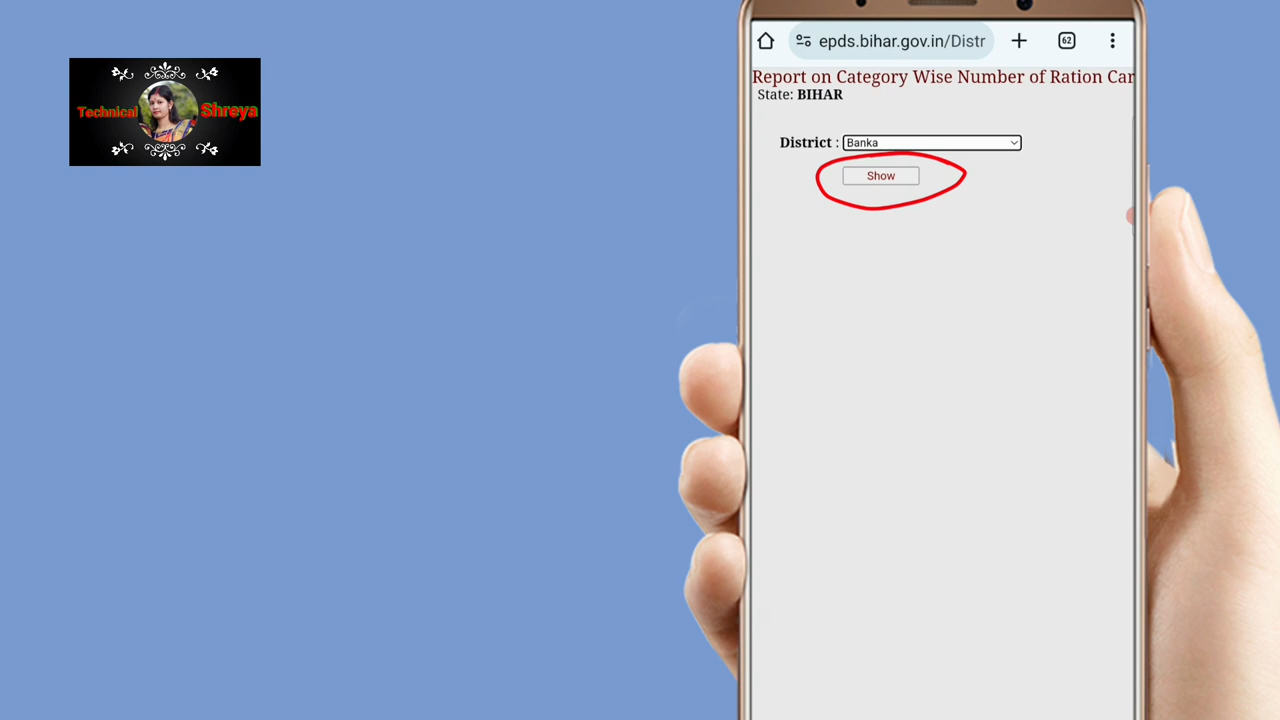 Technical Shreya
epds.bihar.gov.in/Distr
62
Report on Category Wise Number of Ration Car
State: BIHAR
District : Banka
Show